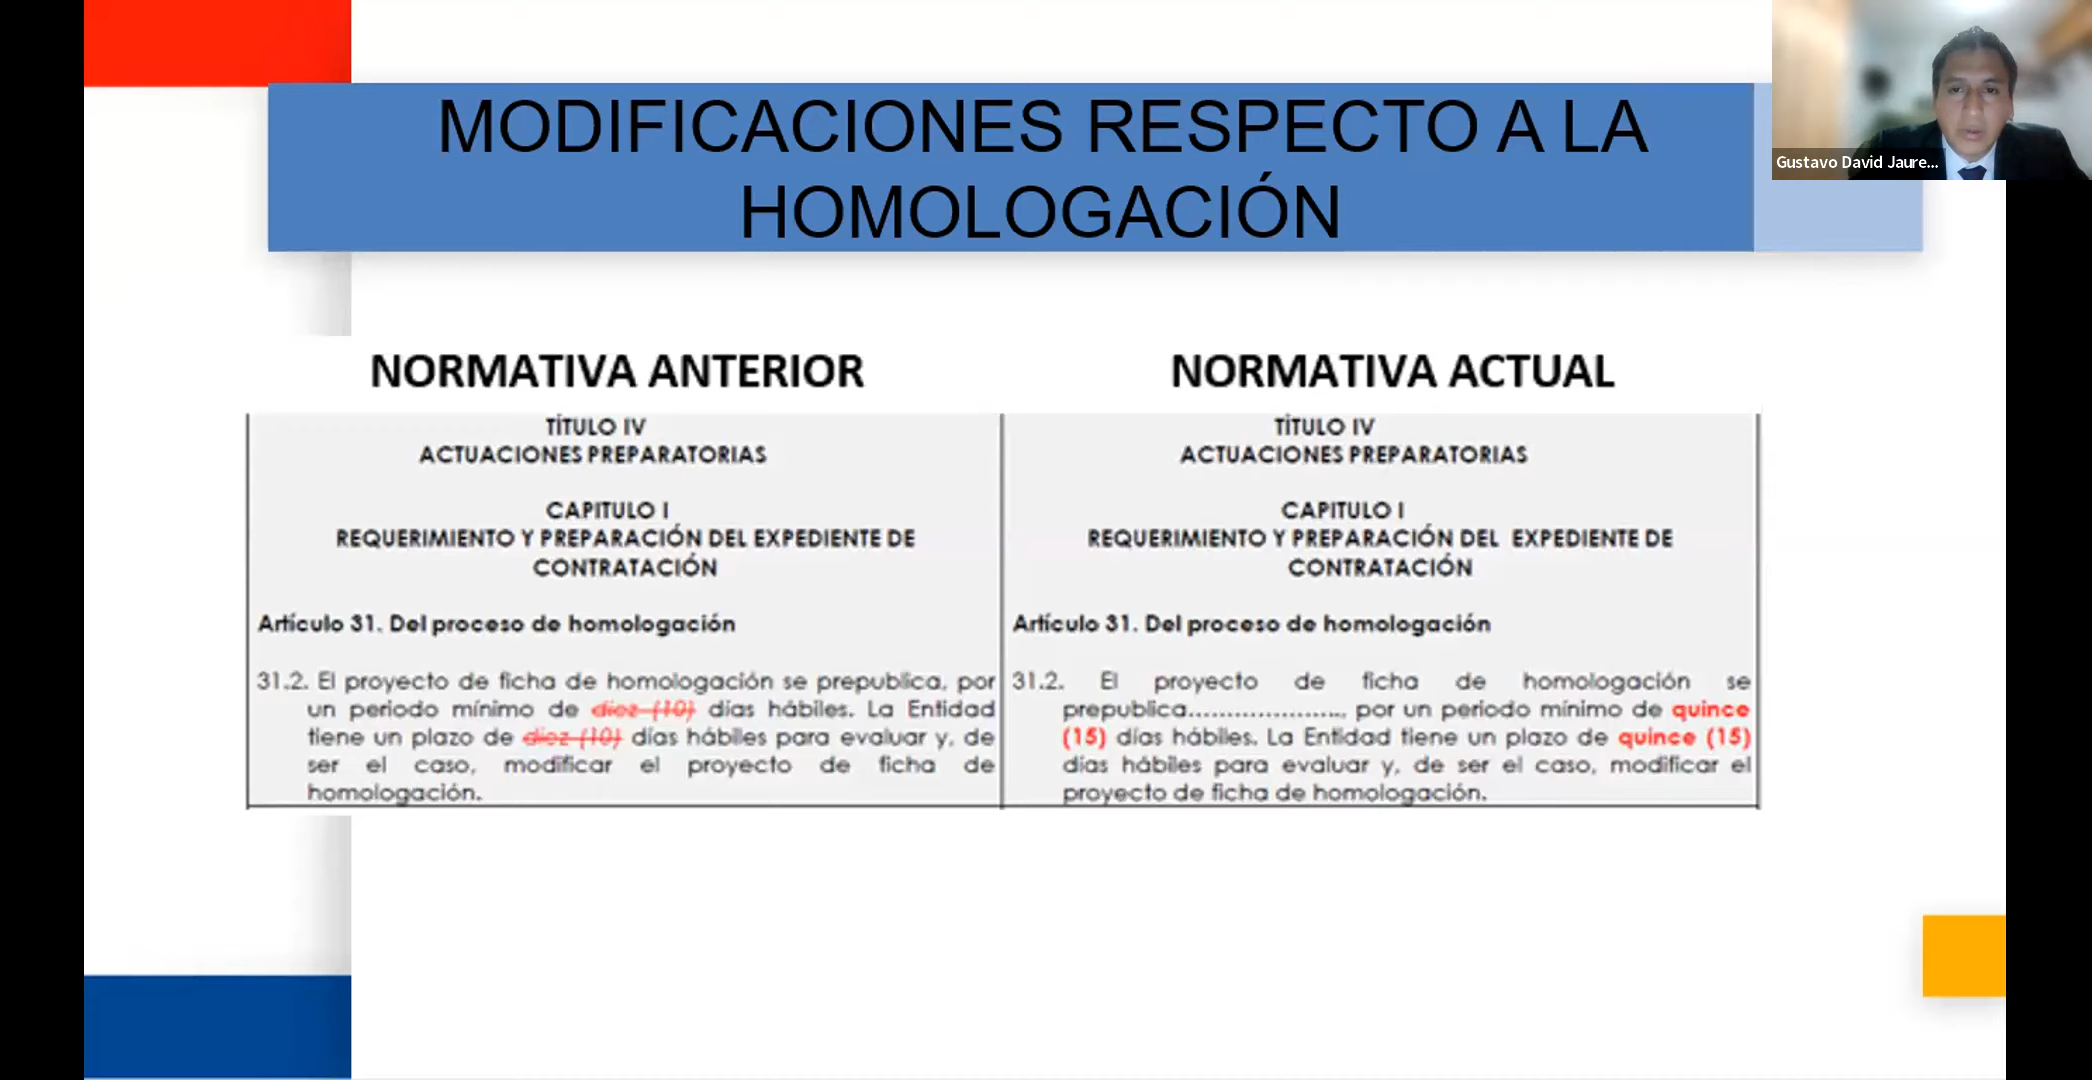 MODIFICACIONES RESPECTO A LA
HOMOLOGACIÓN
Gustavo David Jaure...
NORMATIVA ANTERIOR
TÍTULO IV
ACTUACIONES PREPARATORIAS
CAPITULO I
REQUERIMIENTO Y PREPARACIÓN DEL EXPEDIENTE DE
CONTRATACIÓN
Artículo 31. Del proceso de homologación
31.2. El proyecto de ficha de homologación se prepublica, por
un periodo mínimo de diez (10) días hábiles. La Entidad
tiene un plazo de diez (10) días hábiles para evaluar y, de
ser el caso, modificar el proyecto de ficha de
homologación.
NORMATIVA ACTUAL
TÍTULO IV
ACTUACIONES PREPARATORIAS
CAPITULO I
REQUERIMIENTO Y PREPARACIÓN DEL EXPEDIENTE DE
CONTRATACIÓN
Artículo 31. Del proceso de homologación
31.2. El proyecto de ficha de homologación se
prepublica....................., por un periodo mínimo de quince
(15) días hábiles. La Entidad tiene un plazo de quince (15)
días hábiles para evaluar y, de ser el caso, modificar el
proyecto de ficha de homologación.